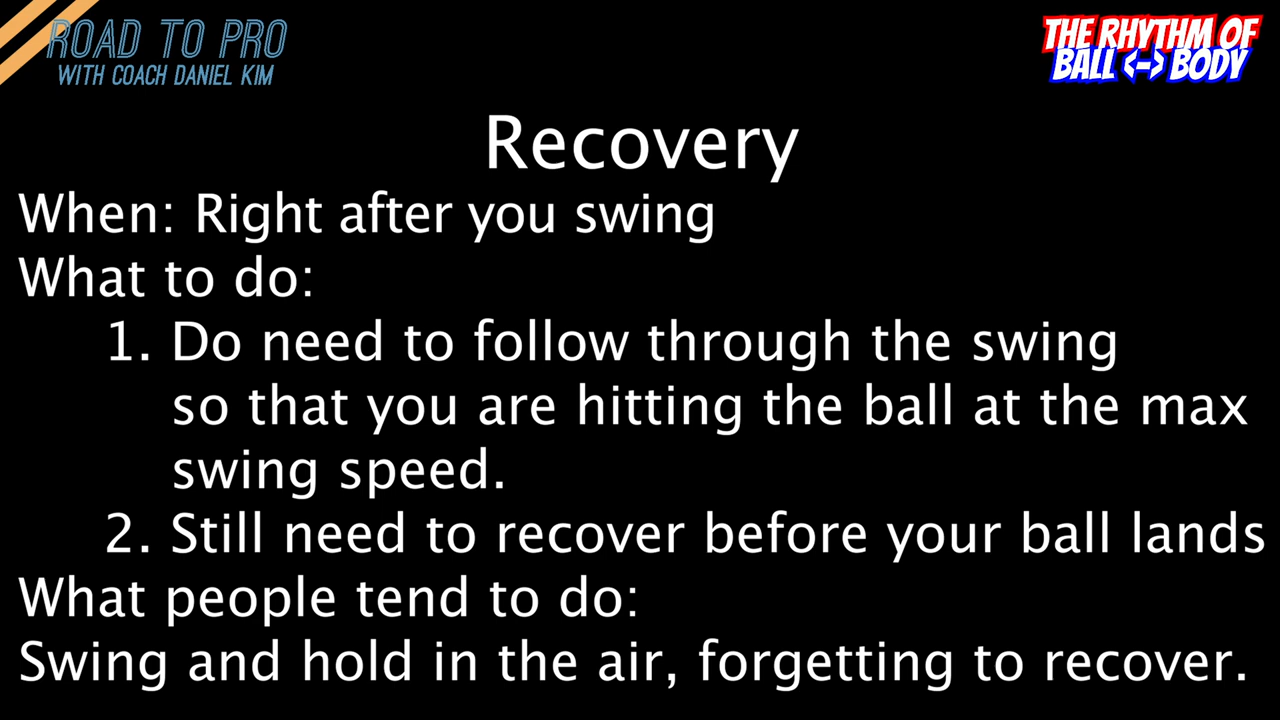 ROAD TO PRO
WITH COACH DANIEL KIM
THE RHYTHM OF
BALL <-> BODY
Recovery
When: Right after you swing
What to do:
1. Do need to follow through the swing
so that you are hitting the ball at the max
swing speed.
2. Still need to recover before your ball lands
What people tend to do:
Swing and hold in the air, forgetting to recover.